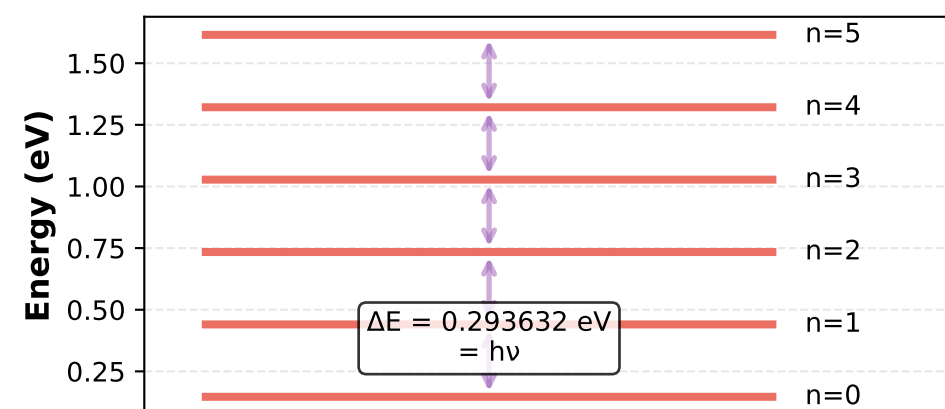 Energy (eV)
1.50
1.25
1.00
0.75
0.50
0.25
n=5
n=4
n=3
n=2
n=1
n=0
ΔE = 0.293632 eV
= hν